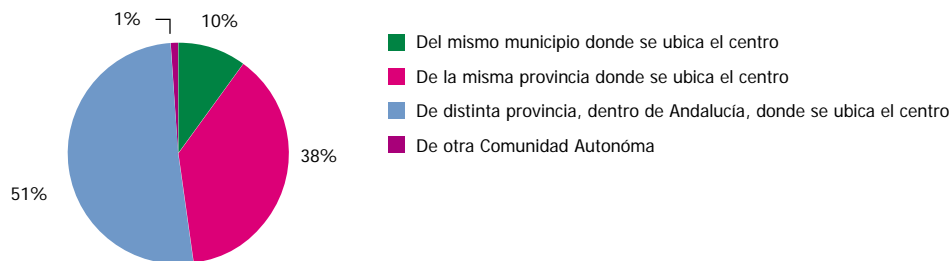 1%
10%
38%
51%
Del mismo municipio donde se ubica el centro
De la misma provincia donde se ubica el centro
De distinta provincia, dentro de Andalucía, donde se ubica el centro
De otra Comunidad Autonóma